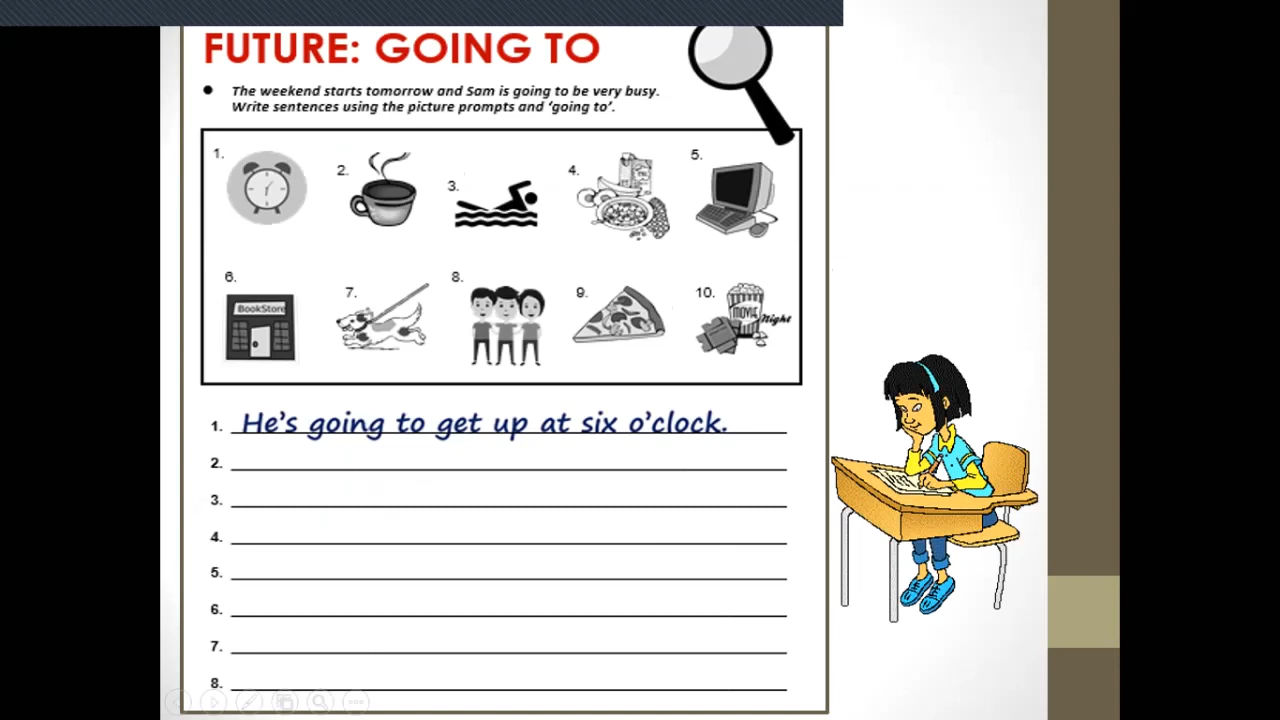 FUTURE: GOING TO
● The weekend starts tomorrow and Sam is going to be very busy.
Write sentences using the picture prompts and ‘going to’.
1. 2. 3. 4. 5.
6. BookStore 7. 8. 9. 10. MOVIE Night
1. He’s going to get up at six o’clock.
2.
3.
4.
5.
6.
7.
8.